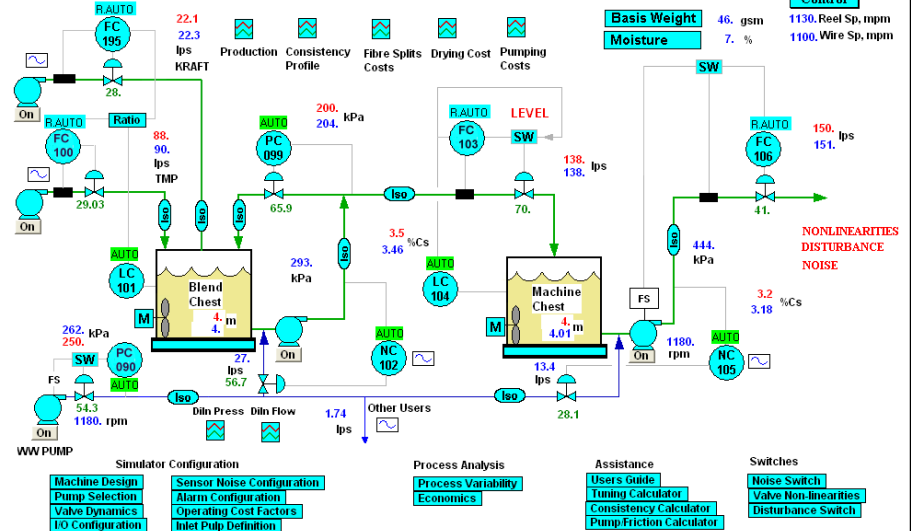 R.AUTO
FC
195
22.1
22.3
lps
KRAFT
28.
On
Production
Consistency
Profile
Fibre Splits
Costs
Drying Cost
Pumping
Costs
Basis Weight 46. gsm
Moisture 7. %
Control
1130. Reel Sp, mpm
1100. Wire Sp, mpm
R.AUTO
FC
100
Ratio
88.
90.
lps
TMP
29.03
On
Iso
Iso
Iso
AUTO
PC
099
200.
204. kPa
65.9
Iso
R.AUTO
FC
103
LEVEL
SW
138.
138. lps
70.
SW
R.AUTO
FC
106
150.
151. lps
41.
NONLINEARITIES
DISTURBANCE
NOISE
AUTO
LC
101
Blend
Chest
4. m
4.
M
293.
kPa
Iso
On
3.5
3.46 %Cs
AUTO
LC
104
Machine
Chest
4. m
4.01
M
FS
On
1180.
rpm
Iso
444.
kPa
3.2
3.18 %Cs
AUTO
NC
105
AUTO
NC
102
27.
lps
56.7
262. kPa
250.
SW
PC
090
AUTO
FS
54.3
1180. rpm
On
WW PUMP
Iso
Diln Press
Diln Flow
1.74
lps
Other Users
Iso
13.4
lps
28.1
Simulator Configuration
Machine Design
Pump Selection
Valve Dynamics
I/O Configuration
Sensor Noise Configuration
Alarm Configuration
Operating Cost Factors
Inlet Pulp Definition
Process Analysis
Process Variability
Economics
Assistance
Users Guide
Tuning Calculator
Consistency Calculator
Pump/Friction Calculator
Switches
Noise Switch
Valve Non-linearities
Disturbance Switch